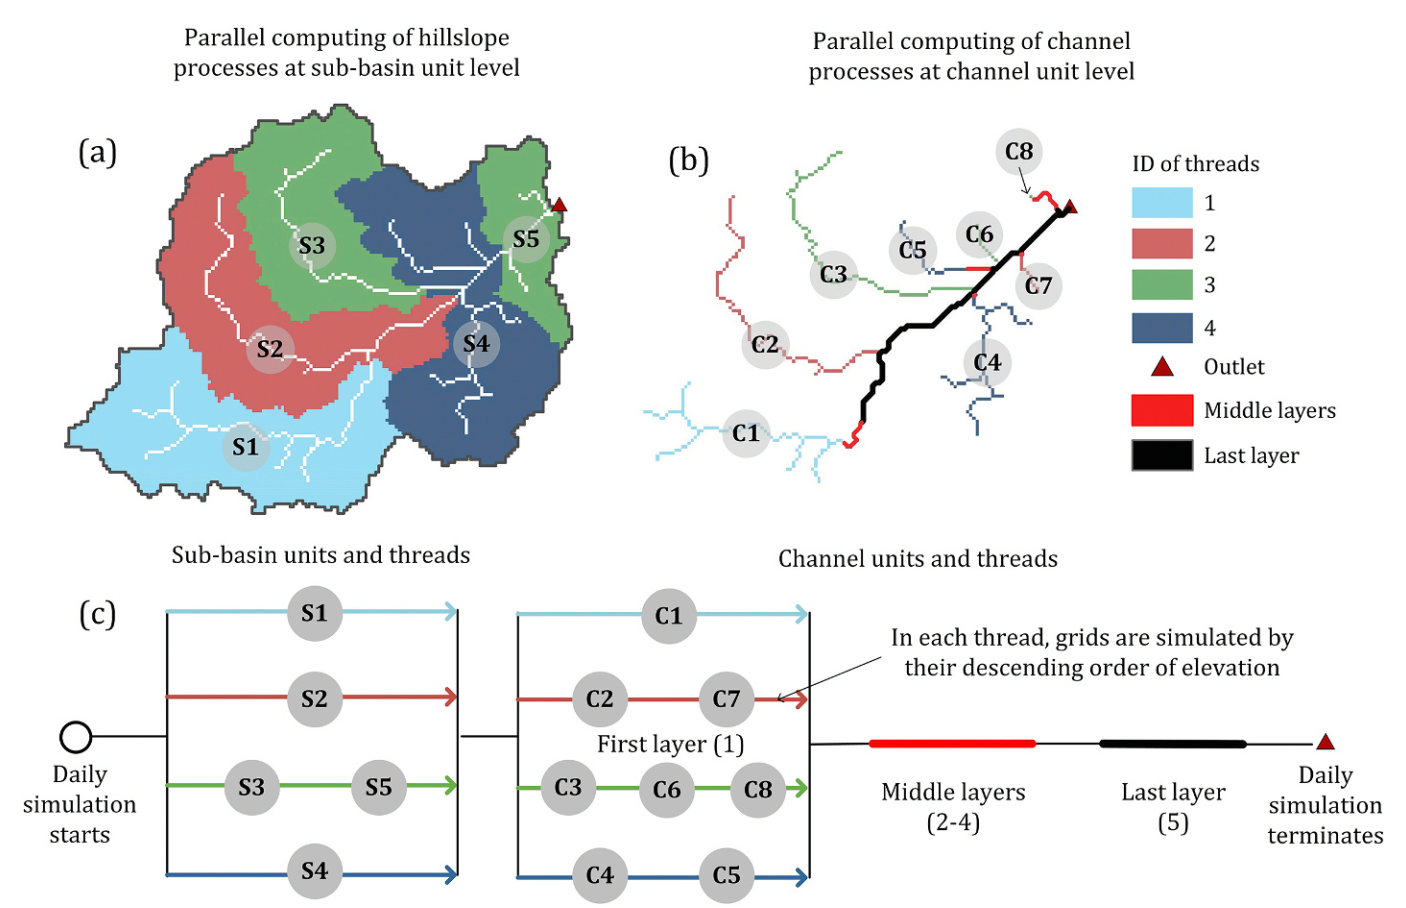 Parallel computing of hillslope
processes at sub-basin unit level
Parallel computing of channel
processes at channel unit level
(a)
S3
S5
S2
S4
S1
(b)
C8
C6
C5
C3
C7
C2
C4
C1
ID of threads
1
2
3
4
Outlet
Middle layers
Last layer
Sub-basin units and threads
Channel units and threads
(c)
S1
S2
S3
S5
S4
Daily
simulation
starts
C1
C2
C7
First layer (1)
C3
C6
C8
C4
C5
In each thread, grids are simulated by
their descending order of elevation
Middle layers
(2-4)
Last layer
(5)
Daily
simulation
terminates